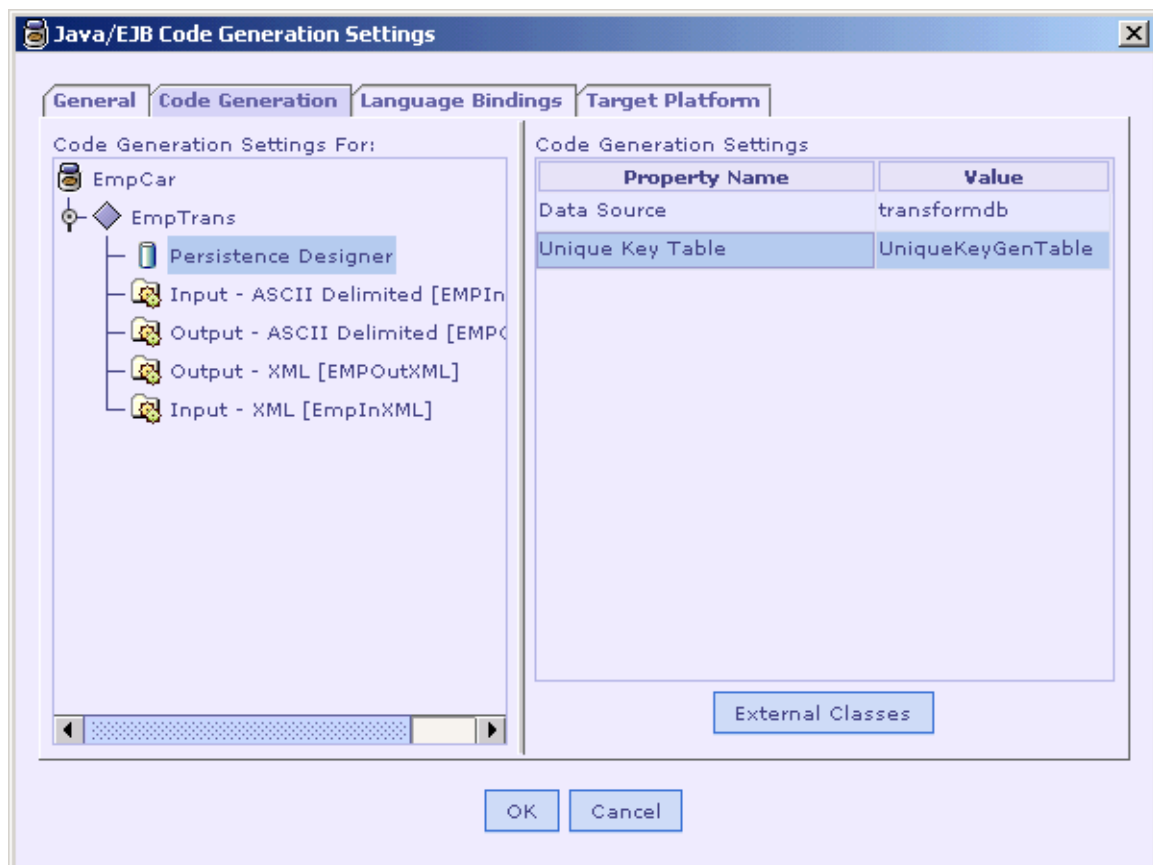 Java/EJB Code Generation Settings
General
Code Generation
Language Bindings
Target Platform
Code Generation Settings For:
EmpCar
EmpTrans
Persistence Designer
Input - ASCII Delimited [EMPIn
Output - ASCII Delimited [EMPO
Output - XML [EMPOutXML]
Input - XML [EmpInXML]
Code Generation Settings
Property Name Value
Data Source transformdb
Unique Key Table UniqueKeyGenTable
External Classes
OK
Cancel